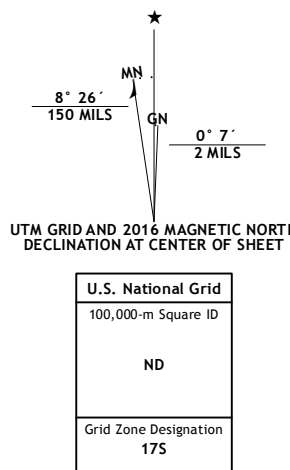 MN
8° 26´
150 MILS
GN
0° 7´
2 MILS
UTM GRID AND 2016 MAGNETIC NORTH
DECLINATION AT CENTER OF SHEET
U.S. National Grid
100,000-m Square ID
ND
Grid Zone Designation
17S